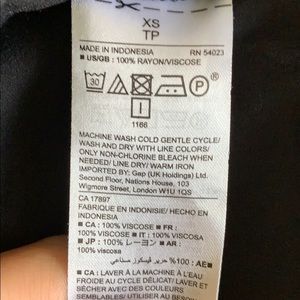 XS
TP
MADE IN INDONESIA RN 54023
■ US/GB : 100% RAYON/VISCOSE
30
P
I
1166
MACHINE WASH COLD GENTLE CYCLE/
WASH AND DRY WITH LIKE COLORS/
ONLY NON-CHLORINE BLEACH WHEN
NEEDED/ LINE DRY/ WARM IRON
IMPORTED BY: Gap (UK Holdings) Ltd.
Second Floor, Nations House, 103
Wigmore Street, London W1U 1QS
CA 17897
FABRIQUE EN INDONESIE/ HECHO EN
INDONESIA
■ CA : 100% VISCOSE ■ FR :
100% VISCOSE ■ IT : 100% VISCOSE
■ JP : 100% レーヨン ■ AR :
100% viscosa
■ AE : 100% حرير فيسكوز صناعي
■ CA : LAVER À LA MACHINE À L'EAU
FROIDE AU CYCLE DÉLICAT/ LAVER ET
SÉCHER AVEC DES COULEURS
SEMBLABLES/ UTILISER AU BESOIN